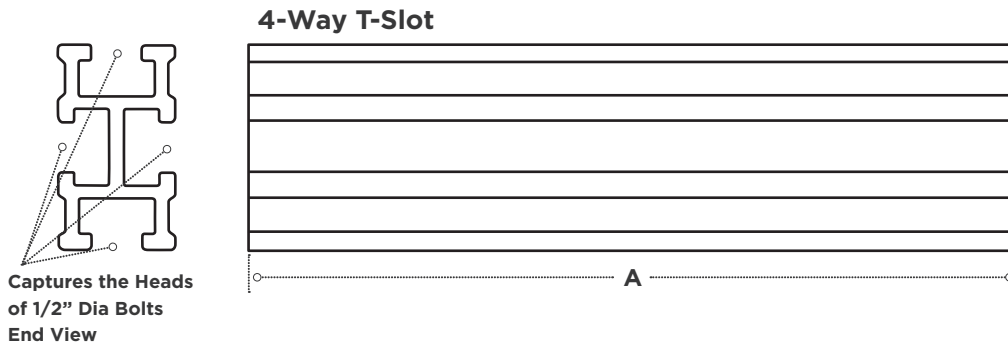 4-Way T-Slot
A
Captures the Heads
of 1/2” Dia Bolts
End View